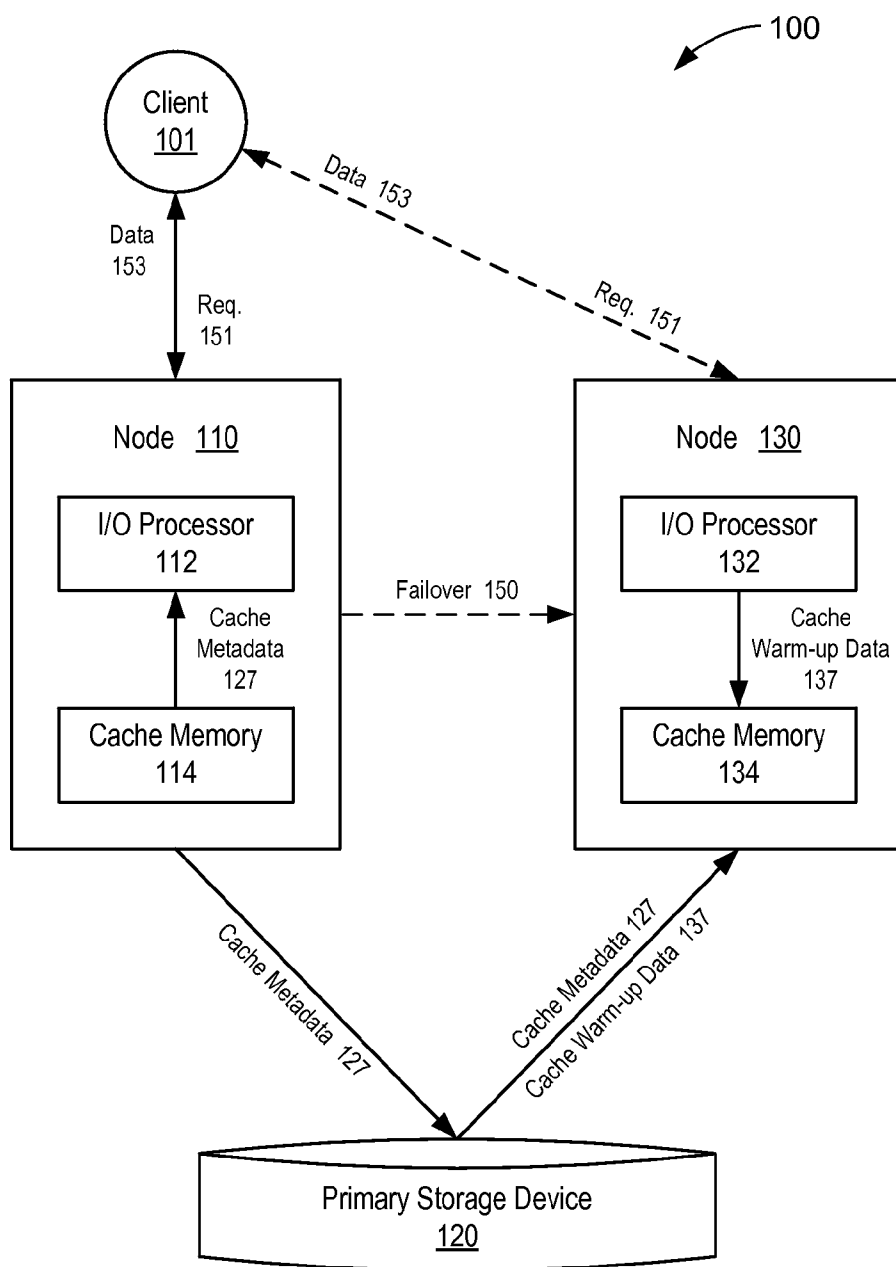 100
Client
101
Data 153
Req. 151
Data
153
Req.
151
Node 110
I/O Processor
112
Cache
Metadata
127
Cache Memory
114
Failover 150
Node 130
I/O Processor
132
Cache
Warm-up Data
137
Cache Memory
134
Cache Metadata 127
Cache Metadata 127
Cache Warm-up Data 137
Primary Storage Device
120